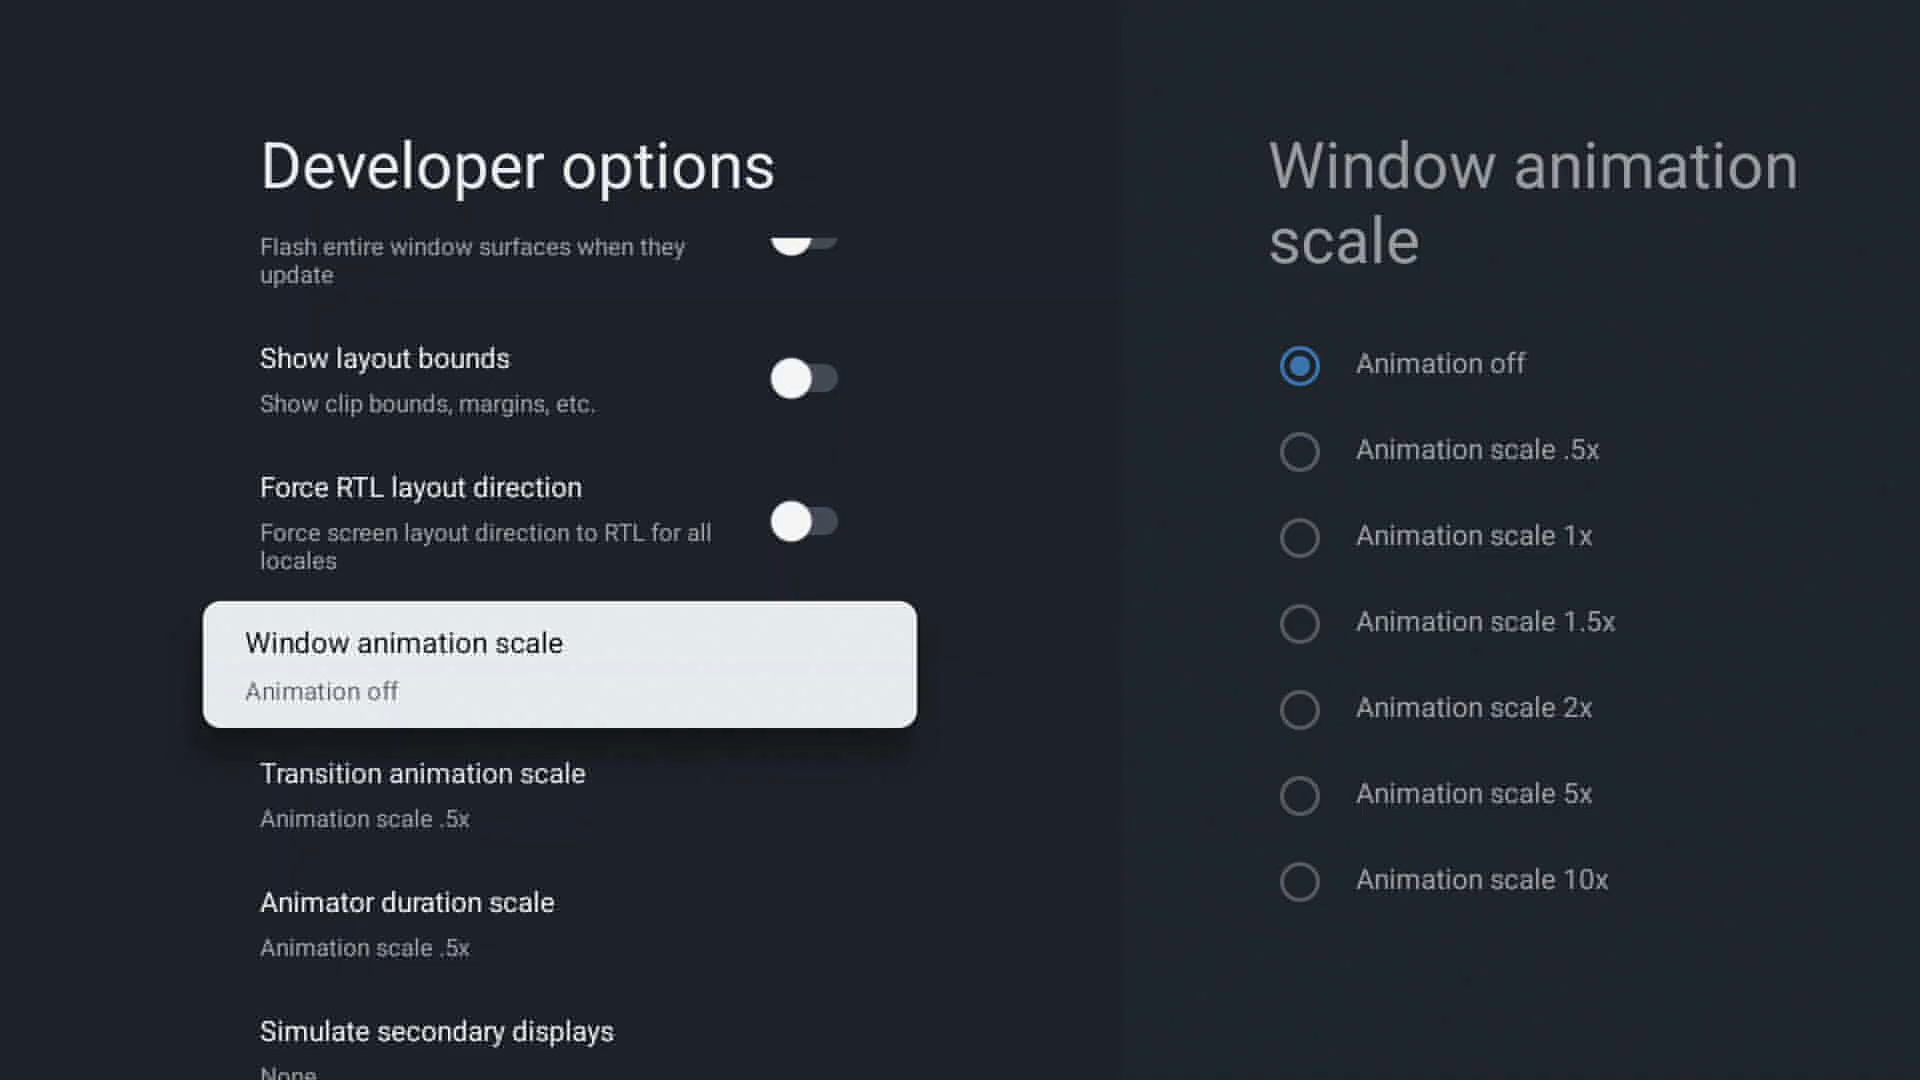 Developer options
Flash entire window surfaces when they
update
Show layout bounds
Show clip bounds, margins, etc.
Force RTL layout direction
Force screen layout direction to RTL for all
locales
Window animation scale
Animation off
Transition animation scale
Animation scale .5x
Animator duration scale
Animation scale .5x
Simulate secondary displays
None
Window animation
scale
Animation off
Animation scale .5x
Animation scale 1x
Animation scale 1.5x
Animation scale 2x
Animation scale 5x
Animation scale 10x